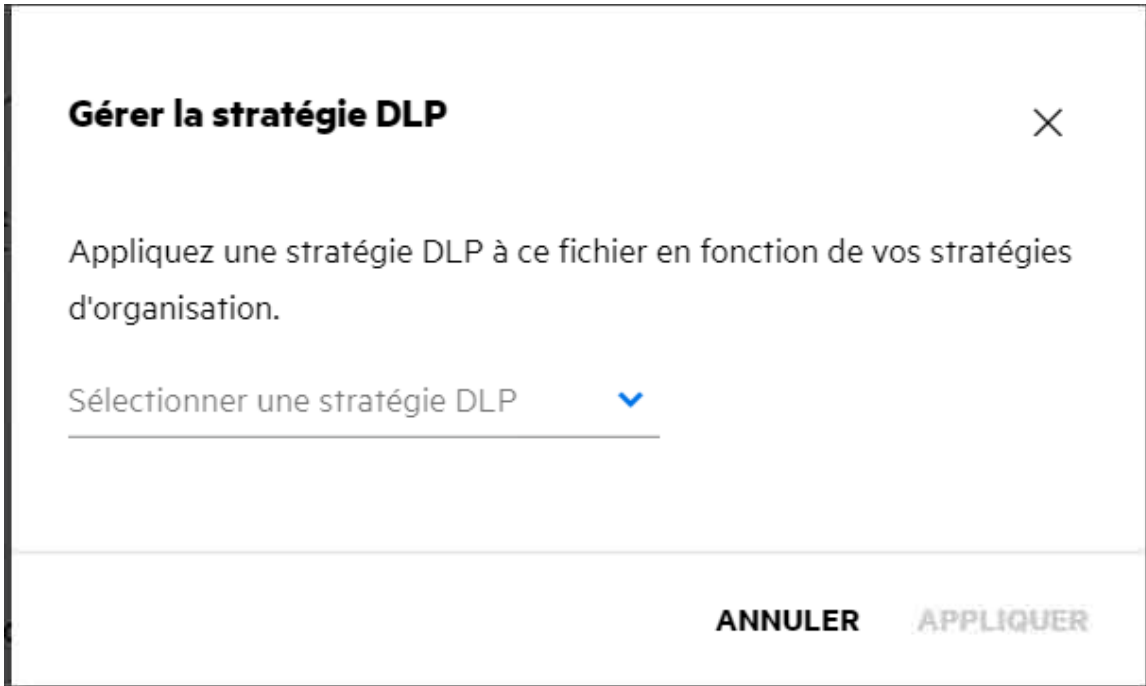 Gérer la stratégie DLP
Appliquez une stratégie DLP à ce fichier en fonction de vos stratégies
d'organisation.
Sélectionner une stratégie DLP
ANNULER APPLIQUER